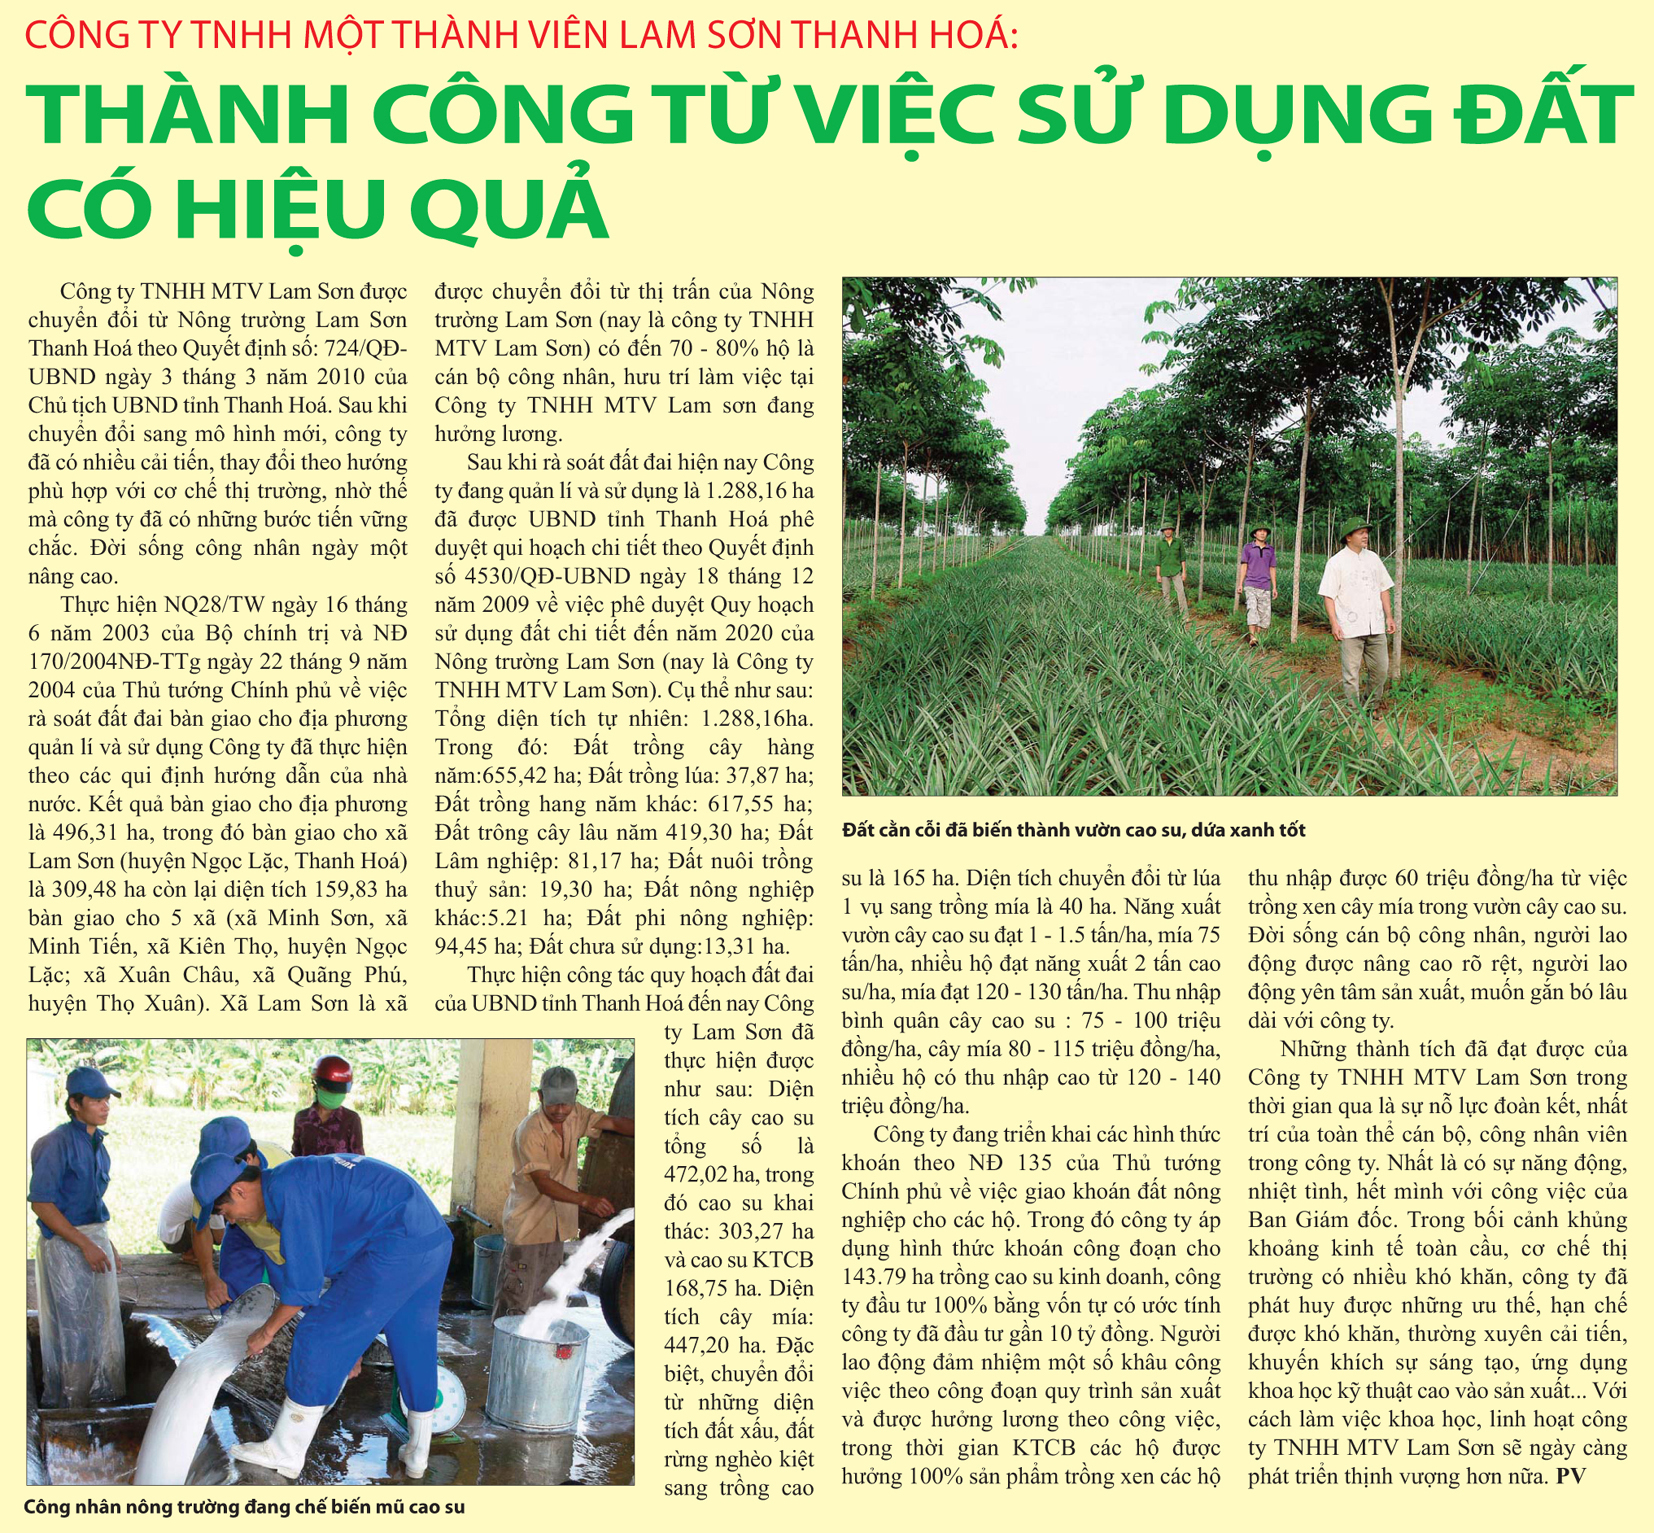 CÔNG TY TNHH MỘT THÀNH VIÊN LAM SƠN THANH HOÁ:
THÀNH CÔNG TỪ VIỆC SỬ DỤNG ĐẤT
CÓ HIỆU QUẢ
Công ty TNHH MTV Lam Sơn được
chuyển đổi từ Nông trường Lam Sơn
Thanh Hoá theo Quyết định số: 724/QĐ-
UBND ngày 3 tháng 3 năm 2010 của
Chủ tịch UBND tỉnh Thanh Hoá. Sau khi
chuyển đổi sang mô hình mới, công ty
đã có nhiều cải tiến, thay đổi theo hướng
phù hợp với cơ chế thị trường, nhờ thế
mà công ty đã có những bước tiến vững
chắc. Đời sống công nhân ngày một
nâng cao.
Thực hiện NQ28/TW ngày 16 tháng
6 năm 2003 của Bộ chính trị và NĐ
170/2004NĐ-TTg ngày 22 tháng 9 năm
2004 của Thủ tướng Chính phủ về việc
rà soát đất đai bàn giao cho địa phương
quản lí và sử dụng Công ty đã thực hiện
theo các qui định hướng dẫn của nhà
nước. Kết quả bàn giao cho địa phương
là 496,31 ha, trong đó bàn giao cho xã
Lam Sơn (huyện Ngọc Lặc, Thanh Hoá)
là 309,48 ha còn lại diện tích 159,83 ha
bàn giao cho 5 xã (xã Minh Sơn, xã
Minh Tiến, xã Kiên Thọ, huyện Ngọc
Lặc; xã Xuân Châu, xã Quãng Phú,
huyện Thọ Xuân). Xã Lam Sơn là xã
được chuyển đổi từ thị trấn của Nông
trường Lam Sơn (nay là công ty TNHH
MTV Lam Sơn) có đến 70 - 80% hộ là
cán bộ công nhân, hưu trí làm việc tại
Công ty TNHH MTV Lam sơn đang
hưởng lương.
Sau khi rà soát đất đai hiện nay Công
ty đang quản lí và sử dụng là 1.288,16 ha
đã được UBND tỉnh Thanh Hoá phê
duyệt qui hoạch chi tiết theo Quyết định
số 4530/QĐ-UBND ngày 18 tháng 12
năm 2009 về việc phê duyệt Quy hoạch
sử dụng đất chi tiết đến năm 2020 của
Nông trường Lam Sơn (nay là Công ty
TNHH MTV Lam Sơn). Cụ thể như sau:
Tổng diện tích tự nhiên: 1.288,16ha.
Trong đó: Đất trồng cây hàng
năm:655,42 ha; Đất trồng lúa: 37,87 ha;
Đất trồng hang năm khác: 617,55 ha;
Đất trông cây lâu năm 419,30 ha; Đất
Lâm nghiệp: 81,17 ha; Đất nuôi trồng
thuỷ sản: 19,30 ha; Đất nông nghiệp
khác:5.21 ha; Đất phi nông nghiệp:
94,45 ha; Đất chưa sử dụng:13,31 ha.
Thực hiện công tác quy hoạch đất đai
của UBND tỉnh Thanh Hoá đến nay Công
ty Lam Sơn đã
thực hiện được
như sau: Diện
tích cây cao su
tổng số là
472,02 ha, trong
đó cao su khai
thác: 303,27 ha
và cao su KTCB
168,75 ha. Diện
tích cây mía:
447,20 ha. Đặc
biệt, chuyển đổi
từ những diện
tích đất xấu, đất
rừng nghèo kiệt
sang trồng cao
Công nhân nông trường đang chế biến mũ cao su
Đất cằn cỗi đã biến thành vườn cao su, dứa xanh tốt
su là 165 ha. Diện tích chuyển đổi từ lúa
1 vụ sang trồng mía là 40 ha. Năng xuất
vườn cây cao su đạt 1 - 1.5 tấn/ha, mía 75
tấn/ha, nhiều hộ đạt năng xuất 2 tấn cao
su/ha, mía đạt 120 - 130 tấn/ha. Thu nhập
bình quân cây cao su : 75 - 100 triệu
đồng/ha, cây mía 80 - 115 triệu đồng/ha,
nhiều hộ có thu nhập cao từ 120 - 140
triệu đồng/ha.
Công ty đang triển khai các hình thức
khoán theo NĐ 135 của Thủ tướng
Chính phủ về việc giao khoán đất nông
nghiệp cho các hộ. Trong đó công ty áp
dụng hình thức khoán công đoạn cho
143.79 ha trồng cao su kinh doanh, công
ty đầu tư 100% bằng vốn tự có ước tính
công ty đã đầu tư gần 10 tỷ đồng. Người
lao động đảm nhiệm một số khâu công
việc theo công đoạn quy trình sản xuất
và được hưởng lương theo công việc,
trong thời gian KTCB các hộ được
hưởng 100% sản phẩm trồng xen các hộ
thu nhập được 60 triệu đồng/ha từ việc
trồng xen cây mía trong vườn cây cao su.
Đời sống cán bộ công nhân, người lao
động được nâng cao rõ rệt, người lao
động yên tâm sản xuất, muốn gắn bó lâu
dài với công ty.
Những thành tích đã đạt được của
Công ty TNHH MTV Lam Sơn trong
thời gian qua là sự nỗ lực đoàn kết, nhất
trí của toàn thể cán bộ, công nhân viên
trong công ty. Nhất là có sự năng động,
nhiệt tình, hết mình với công việc của
Ban Giám đốc. Trong bối cảnh khủng
khoảng kinh tế toàn cầu, cơ chế thị
trường có nhiều khó khăn, công ty đã
phát huy được những ưu thế, hạn chế
được khó khăn, thường xuyên cải tiến,
khuyến khích sự sáng tạo, ứng dụng
khoa học kỹ thuật cao vào sản xuất... Với
cách làm việc khoa học, linh hoạt công
ty TNHH MTV Lam Sơn sẽ ngày càng
phát triển thịnh vượng hơn nữa. PV